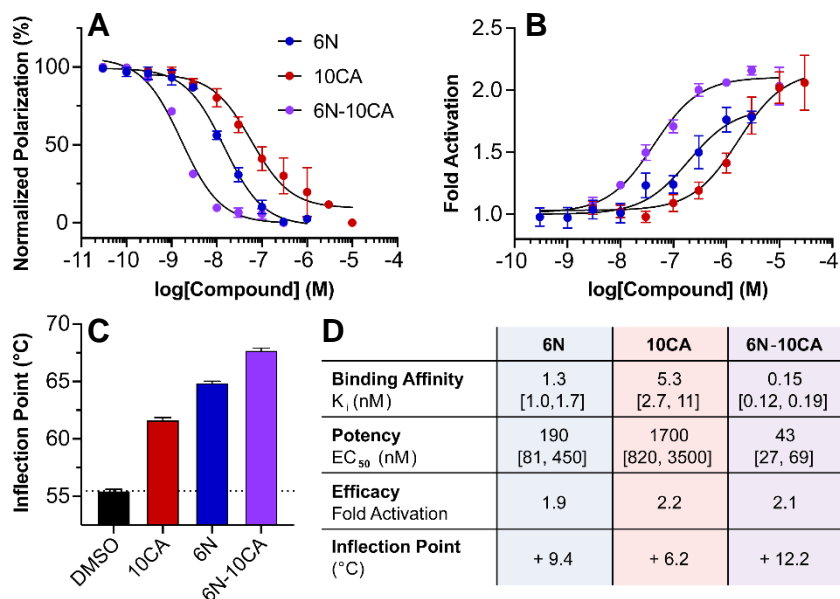 A
6N
10CA
6N-10CA
100
50
0
Normalized Polarization (%)
-11 -10 -9 -8 -7 -6 -5 -4
log[Compound] (M)
B
2.0
1.5
1.0
Fold Activation
-10 -9 -8 -7 -6 -5 -4
log[Compound] (M)
C
70
65
60
55
Inflection Point (°C)
DMSO
10CA
6N
6N-10CA
D
6N 10CA 6N-10CA
Binding Affinity
Ki (nM)
1.3
[1.0,1.7]
5.3
[2.7, 11]
0.15
[0.12, 0.19]
Potency
EC50 (nM)
190
[81, 450]
1700
[820, 3500]
43
[27, 69]
Efficacy
Fold Activation
1.9 2.2 2.1
Inflection Point
(°C)
+ 9.4 + 6.2 + 12.2